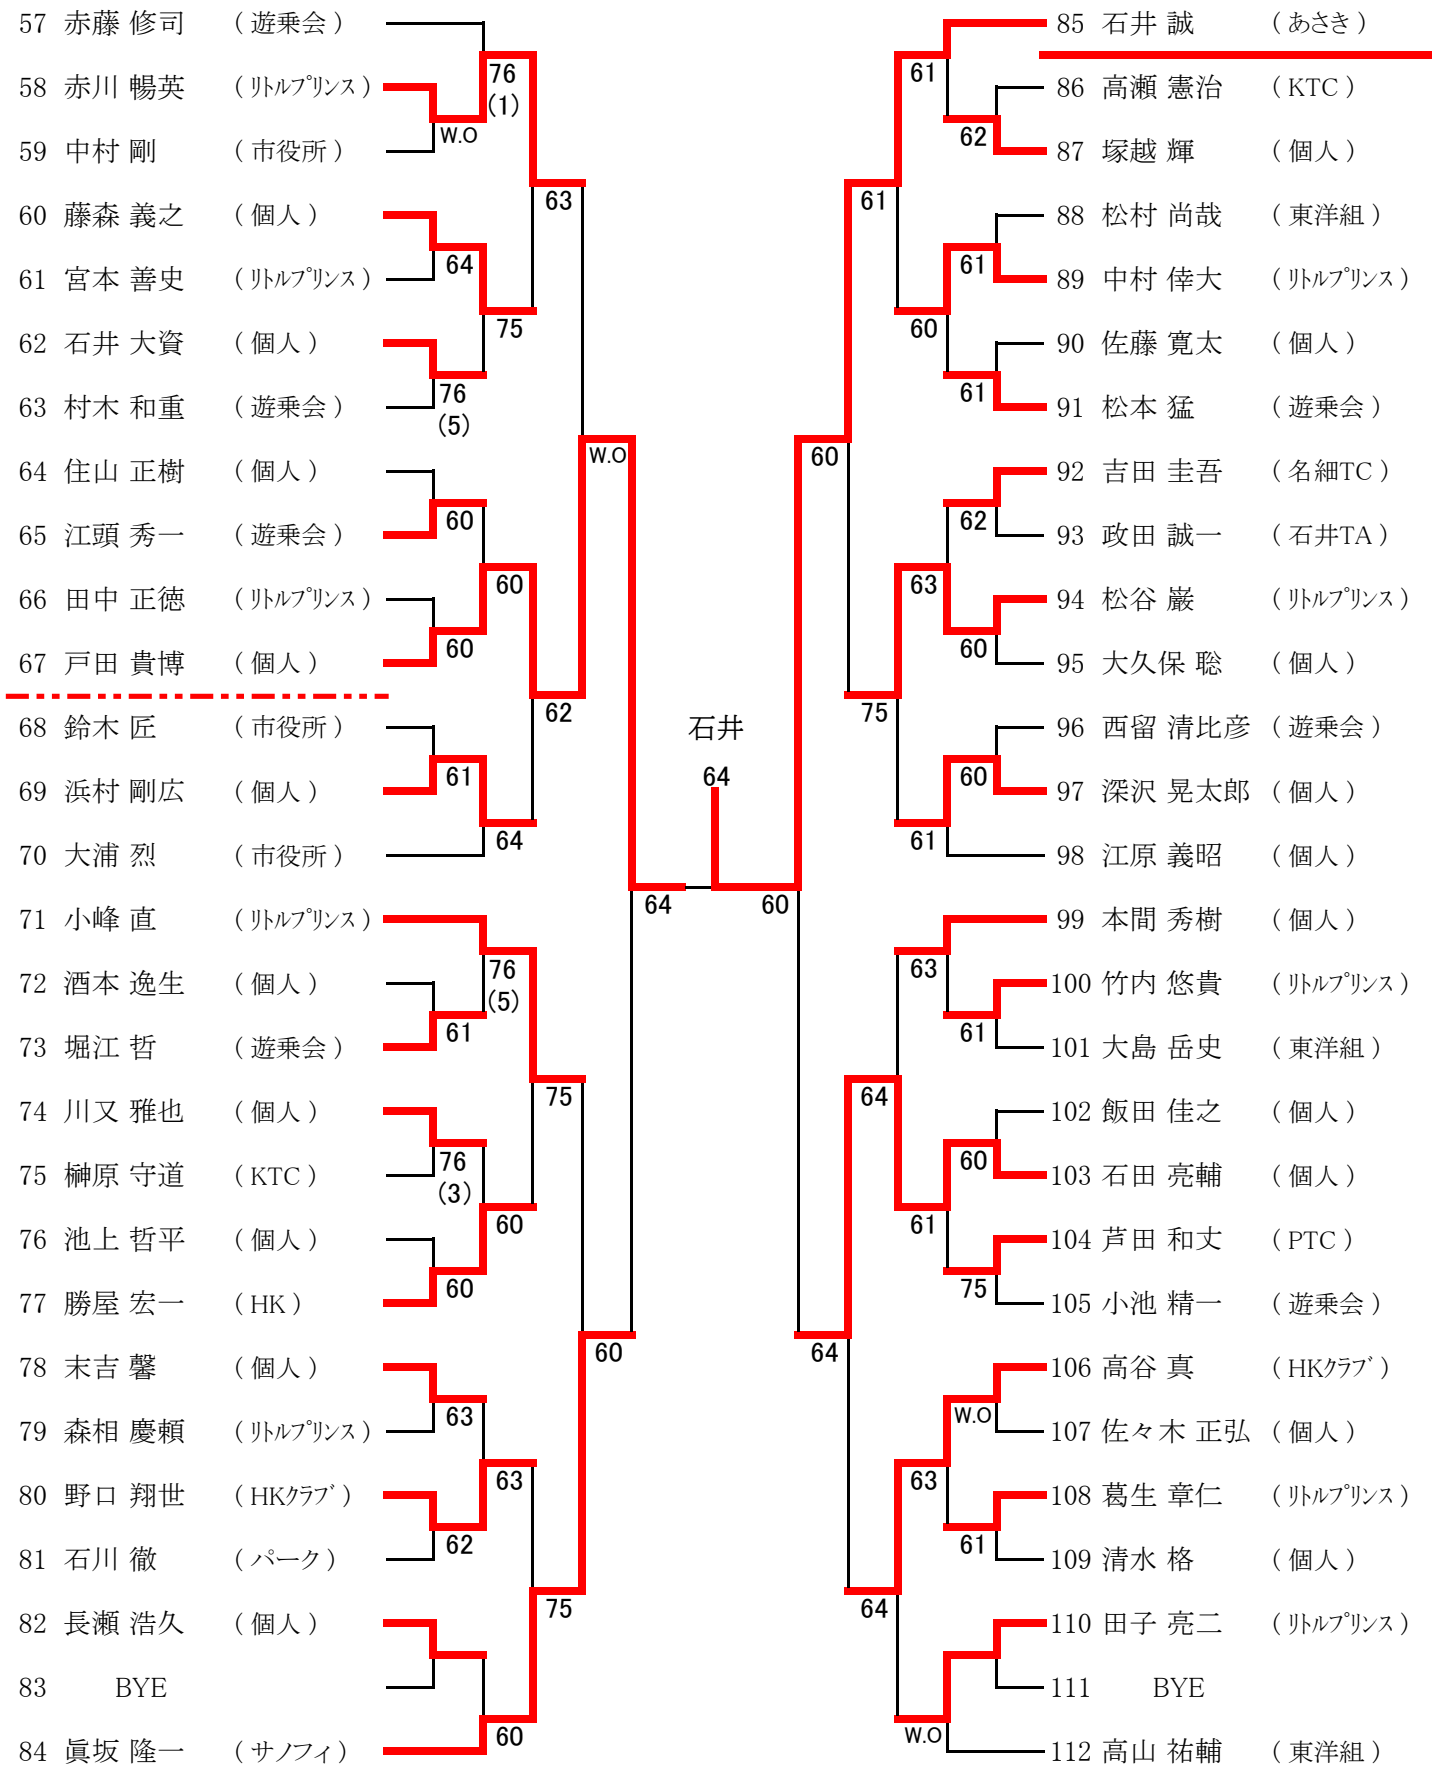 57 赤藤 修司 ( 遊乗会 )
58 赤川 暢英 ( ﾘﾄﾙﾌﾟﾘﾝｽ )
59 中村 剛 ( 市役所 )
60 藤森 義之 ( 個人 )
61 宮本 善史 ( ﾘﾄﾙﾌﾟﾘﾝｽ )
62 石井 大資 ( 個人 )
63 村木 和重 ( 遊乗会 )
64 住山 正樹 ( 個人 )
65 江頭 秀一 ( 遊乗会 )
66 田中 正徳 ( ﾘﾄﾙﾌﾟﾘﾝｽ )
67 戸田 貴博 ( 個人 )
68 鈴木 匠 ( 市役所 )
69 浜村 剛広 ( 個人 )
70 大浦 烈 ( 市役所 )
71 小峰 直 ( ﾘﾄﾙﾌﾟﾘﾝｽ )
72 酒本 逸生 ( 個人 )
73 堀江 哲 ( 遊乗会 )
74 川又 雅也 ( 個人 )
75 榊原 守道 ( KTC )
76 池上 哲平 ( 個人 )
77 勝屋 宏一 ( HK )
78 末吉 馨 ( 個人 )
79 森相 慶頼 ( ﾘﾄﾙﾌﾟﾘﾝｽ )
80 野口 翔世 ( HKｸﾗﾌﾞ )
81 石川 徹 ( パーク )
82 長瀬 浩久 ( 個人 )
83 BYE
84 眞坂 隆一 ( サノフィ )
W.O
64
76
(5)
60
60
61
61
76
(3)
60
63
62
76
(1)
75
60
64
76
(5)
60
63
60
63
62
75
75
W.O
60
64
石井
64
60
60
64
61
75
64
64
61
60
63
61
63
61
63
W.O
62
61
61
62
60
60
61
60
75
W.O
61
85 石井 誠 ( あさき )
86 高瀬 憲治 ( KTC )
87 塚越 輝 ( 個人 )
88 松村 尚哉 ( 東洋組 )
89 中村 倖大 ( ﾘﾄﾙﾌﾟﾘﾝｽ )
90 佐藤 寛太 ( 個人 )
91 松本 猛 ( 遊乗会 )
92 吉田 圭吾 ( 名細TC )
93 政田 誠一 ( 石井TA )
94 松谷 巌 ( ﾘﾄﾙﾌﾟﾘﾝｽ )
95 大久保 聡 ( 個人 )
96 西留 清比彦 ( 遊乗会 )
97 深沢 晃太郎 ( 個人 )
98 江原 義昭 ( 個人 )
99 本間 秀樹 ( 個人 )
100 竹内 悠貴 ( ﾘﾄﾙﾌﾟﾘﾝｽ )
101 大島 岳史 ( 東洋組 )
102 飯田 佳之 ( 個人 )
103 石田 亮輔 ( 個人 )
104 芦田 和丈 ( PTC )
105 小池 精一 ( 遊乗会 )
106 高谷 真 ( HKｸﾗﾌﾞ )
107 佐々木 正弘 ( 個人 )
108 葛生 章仁 ( ﾘﾄﾙﾌﾟﾘﾝｽ )
109 清水 格 ( 個人 )
110 田子 亮二 ( ﾘﾄﾙﾌﾟﾘﾝｽ )
111 BYE
112 高山 祐輔 ( 東洋組 )